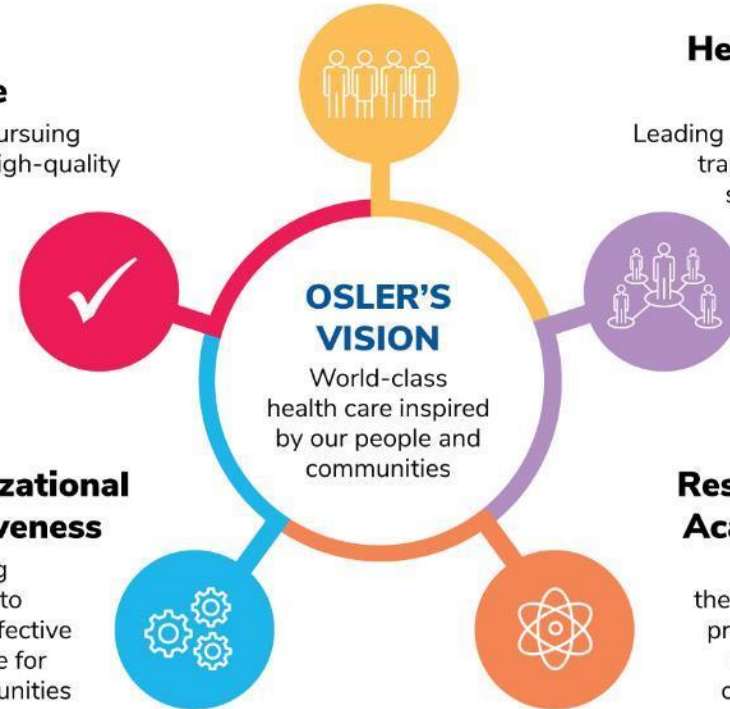 e
ursuing
igh-quality
He
Leading
tra
s
OSLER'S
VISION
World-class
health care inspired
by our people and
communities
zational
iveness
g
to
fective
e for
unities
Res
Aca
the
pr
c